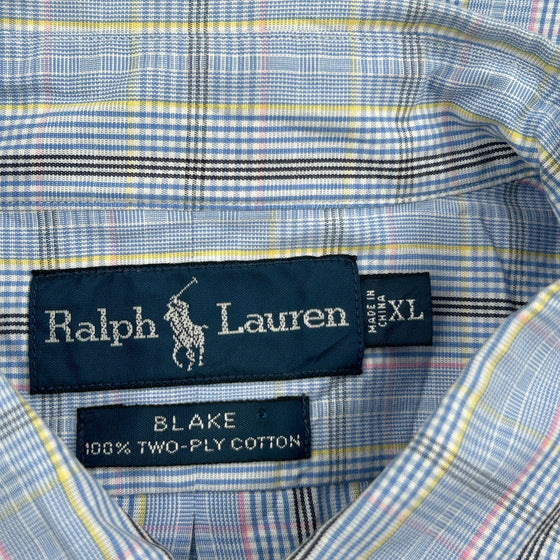 Ralph Lauren
MADE IN
CHINA
XL
BLAKE
100% TWO-PLY COTTON